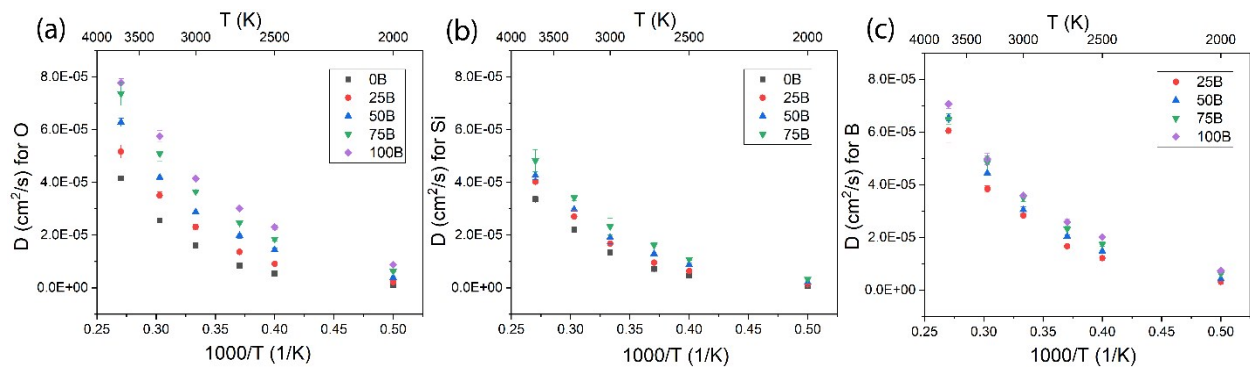 (a)
T (K)
4000 3500 3000 2500 2000
8.0E-05
6.0E-05
4.0E-05
2.0E-05
0.0E+00
D (cm²/s) for O
0B
25B
50B
75B
100B
0.25 0.30 0.35 0.40 0.45 0.50
1000/T (1/K)
(b)
T (K)
4000 3500 3000 2500 2000
8.0E-05
6.0E-05
4.0E-05
2.0E-05
0.0E+00
D (cm²/s) for Si
0B
25B
50B
75B
0.25 0.30 0.35 0.40 0.45 0.50
1000/T (1/K)
(c)
T (K)
4000 3500 3000 2500 2000
8.0E-05
6.0E-05
4.0E-05
2.0E-05
0.0E+00
D (cm²/s) for B
25B
50B
75B
100B
0.25 0.30 0.35 0.40 0.45 0.50
1000/T (1/K)